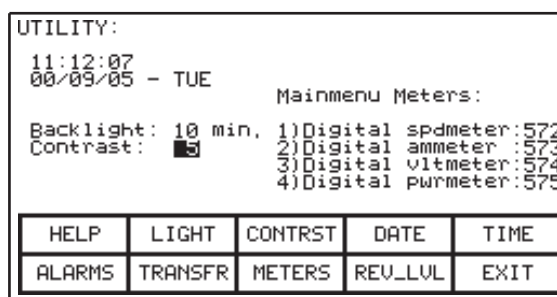 UTILITY:
11:12:07
00/09/05 - TUE
Mainmenu Meters:
Backlight: 10 min. 1)Digital spdmeter:572
Contrast: 5 2)Digital ammeter :573
3)Digital vltmeter:574
4)Digital pwrmeter:575
HELP LIGHT CONTRST DATE TIME
ALARMS TRANSFR METERS REV_LVL EXIT